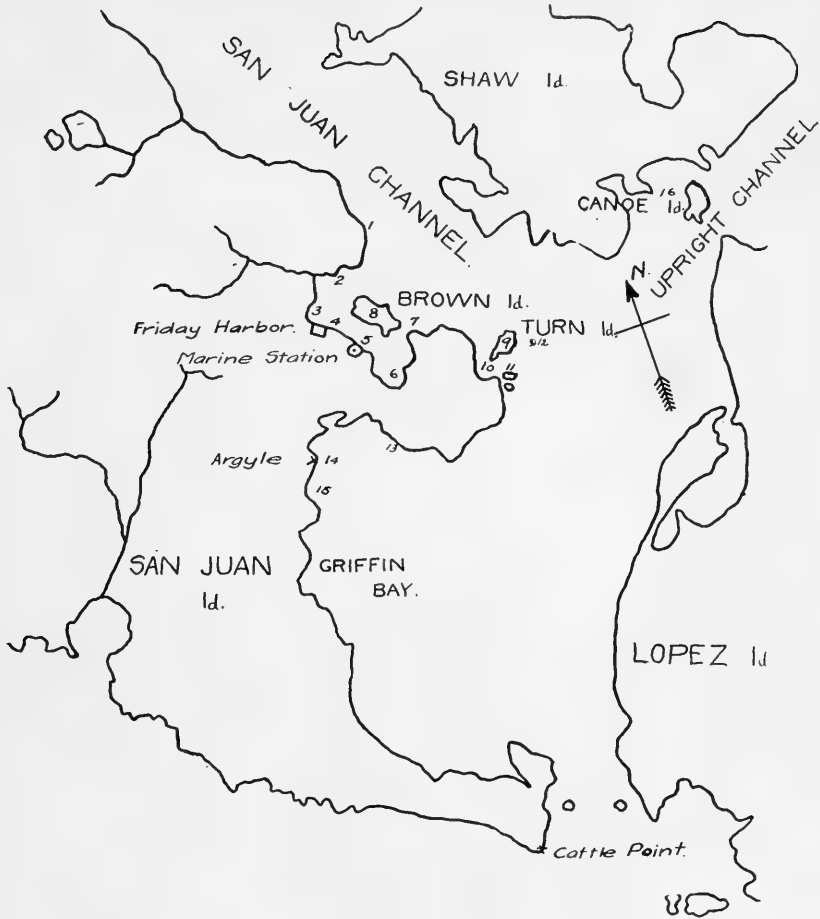 SAN JUAN CHANNEL.
SHAW Id.
UPRIGHT CHANNEL
16
CANOE Id.
1
N.
2
BROWN Id.
3
4
8
7
TURN Id.
Friday Harbor.
5
9
12
Marine Station
6
10
11
13
Argyle
14
15
SAN JUAN
Id.
GRIFFIN
BAY.
LOPEZ Id
Cattle Point.